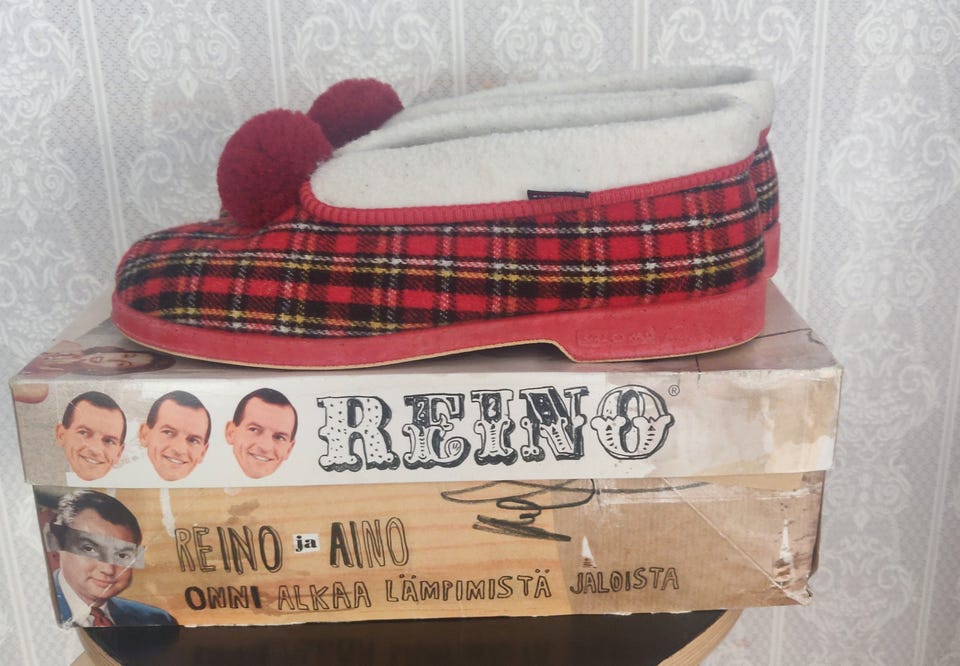 REINO®
REINO ja AINO
ONNI ALKAA LÄMPIMISTÄ JALOISTA